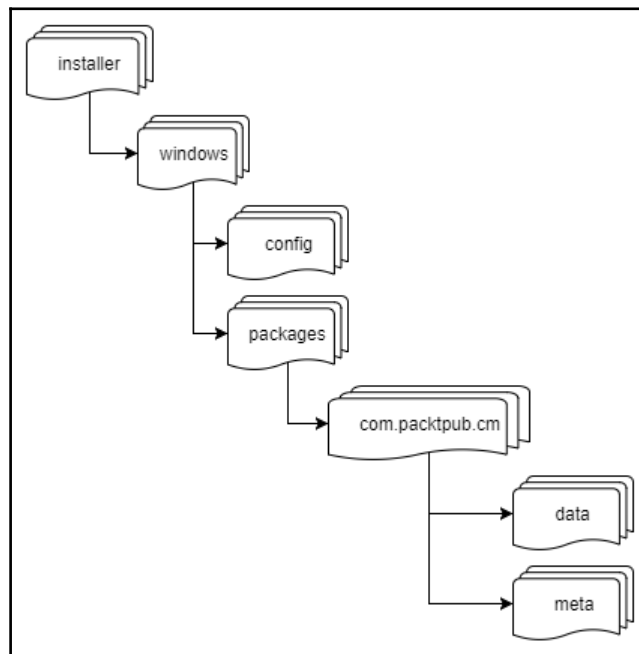 installer
windows
config
packages
com.packtpub.cm
data
meta